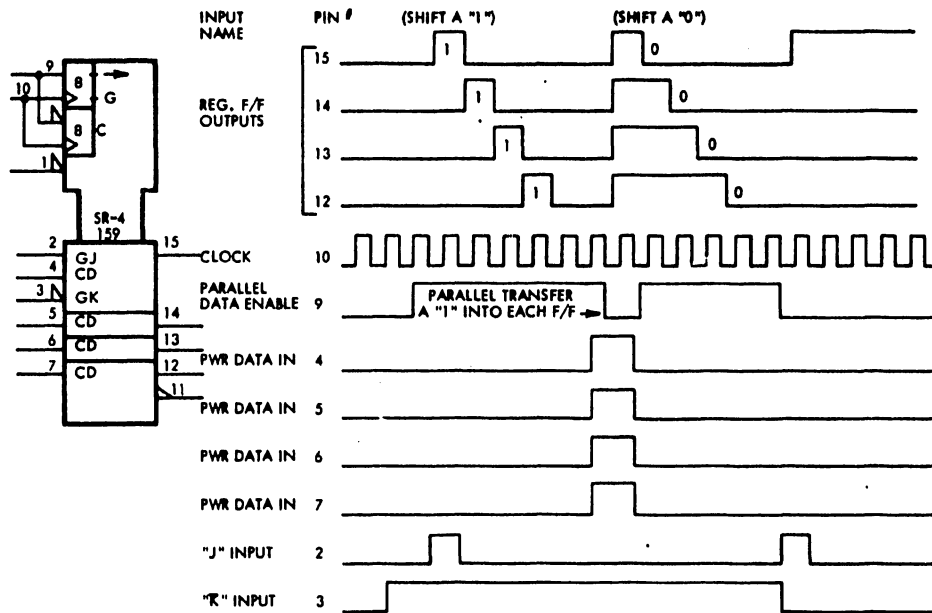 INPUT NAME
PIN #
(SHIFT A "1")
(SHIFT A "0")
REG. F/F OUTPUTS
15
1
0
14
1
0
13
1
0
12
1
0
CLOCK
10
PARALLEL DATA ENABLE
9
PARALLEL TRANSFER
A "1" INTO EACH F/F
PWR DATA IN
4
PWR DATA IN
5
PWR DATA IN
6
PWR DATA IN
7
"J" INPUT
2
"K̅" INPUT
3
9
8
10
G
8
C
1
SR-4
159
2
GJ
15
4
CD
3
GK
5
CD
14
6
CD
13
7
CD
12
11